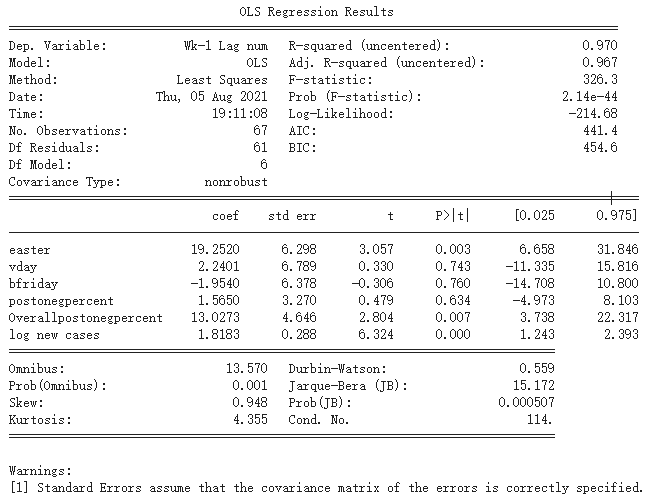 OLS Regression Results
Dep. Variable: Wk-1 Lag num R-squared (uncentered): 0.970
Model: OLS Adj. R-squared (uncentered): 0.967
Method: Least Squares F-statistic: 326.3
Date: Thu, 05 Aug 2021 Prob (F-statistic): 2.14e-44
Time: 19:11:08 Log-Likelihood: -214.68
No. Observations: 67 AIC: 441.4
Df Residuals: 61 BIC: 454.6
Df Model: 6
Covariance Type: nonrobust
coef std err t P>|t| [0.025 0.975]
easter 19.2520 6.298 3.057 0.003 6.658 31.846
vday 2.2401 6.789 0.330 0.743 -11.335 15.816
bfriday -1.9540 6.378 -0.306 0.760 -14.708 10.800
postonegpercent 1.5650 3.270 0.479 0.634 -4.973 8.103
Overallpostonegpercent 13.0273 4.646 2.804 0.007 3.738 22.317
log new cases 1.8183 0.288 6.324 0.000 1.243 2.393
Omnibus: 13.570 Durbin-Watson: 0.559
Prob(Omnibus): 0.001 Jarque-Bera (JB): 15.172
Skew: 0.948 Prob(JB): 0.000507
Kurtosis: 4.355 Cond. No. 114.
Warnings:
[1] Standard Errors assume that the covariance matrix of the errors is correctly specified.